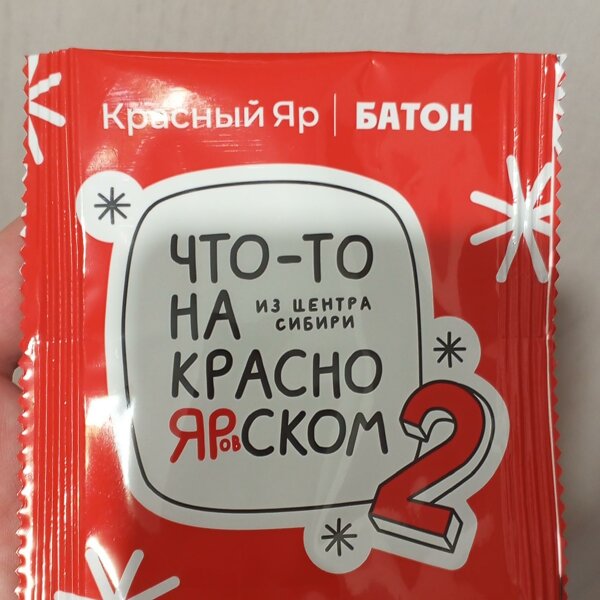 Красный Яр | БАТОН
ЧТО-ТО
НА
ИЗ ЦЕНТРА
СИБИРИ
КРАСНО
ЯРовСКОМ
2